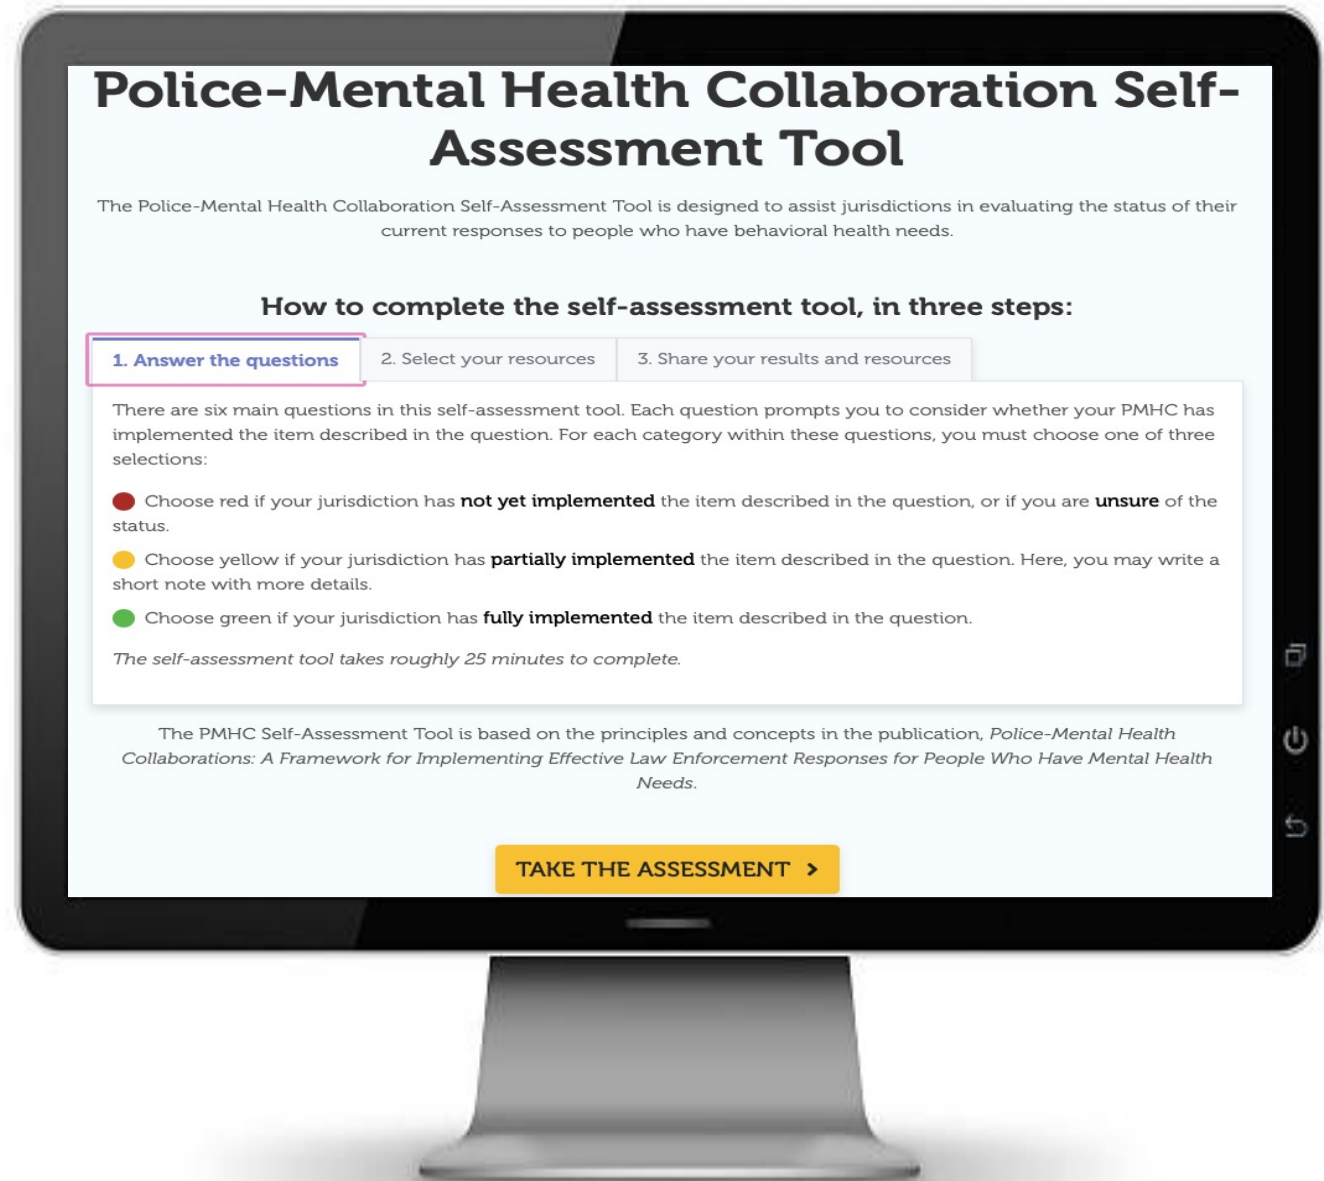 Police-Mental Health Collaboration Self-
Assessment Tool
The Police-Mental Health Collaboration Self-Assessment Tool is designed to assist jurisdictions in evaluating the status of their
current responses to people who have behavioral health needs.
How to complete the self-assessment tool, in three steps:
1. Answer the questions
2. Select your resources
3. Share your results and resources
There are six main questions in this self-assessment tool. Each question prompts you to consider whether your PMHC has
implemented the item described in the question. For each category within these questions, you must choose one of three
selections:
Choose red if your jurisdiction has not yet implemented the item described in the question, or if you are unsure of the
status.
Choose yellow if your jurisdiction has partially implemented the item described in the question. Here, you may write a
short note with more details.
Choose green if your jurisdiction has fully implemented the item described in the question.
The self-assessment tool takes roughly 25 minutes to complete.
The PMHC Self-Assessment Tool is based on the principles and concepts in the publication, Police-Mental Health
Collaborations: A Framework for Implementing Effective Law Enforcement Responses for People Who Have Mental Health
Needs.
TAKE THE ASSESSMENT >